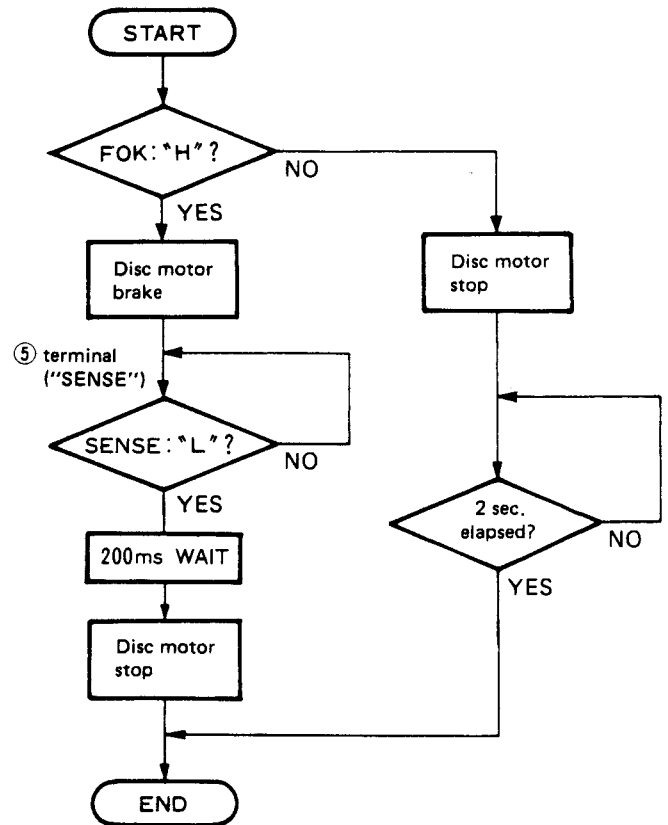 START
FOK: "H" ?
NO
YES
Disc motor
brake
Disc motor
stop
⑤ terminal
("SENSE")
SENSE: "L" ?
NO
YES
2 sec.
elapsed?
NO
YES
200ms WAIT
Disc motor
stop
END